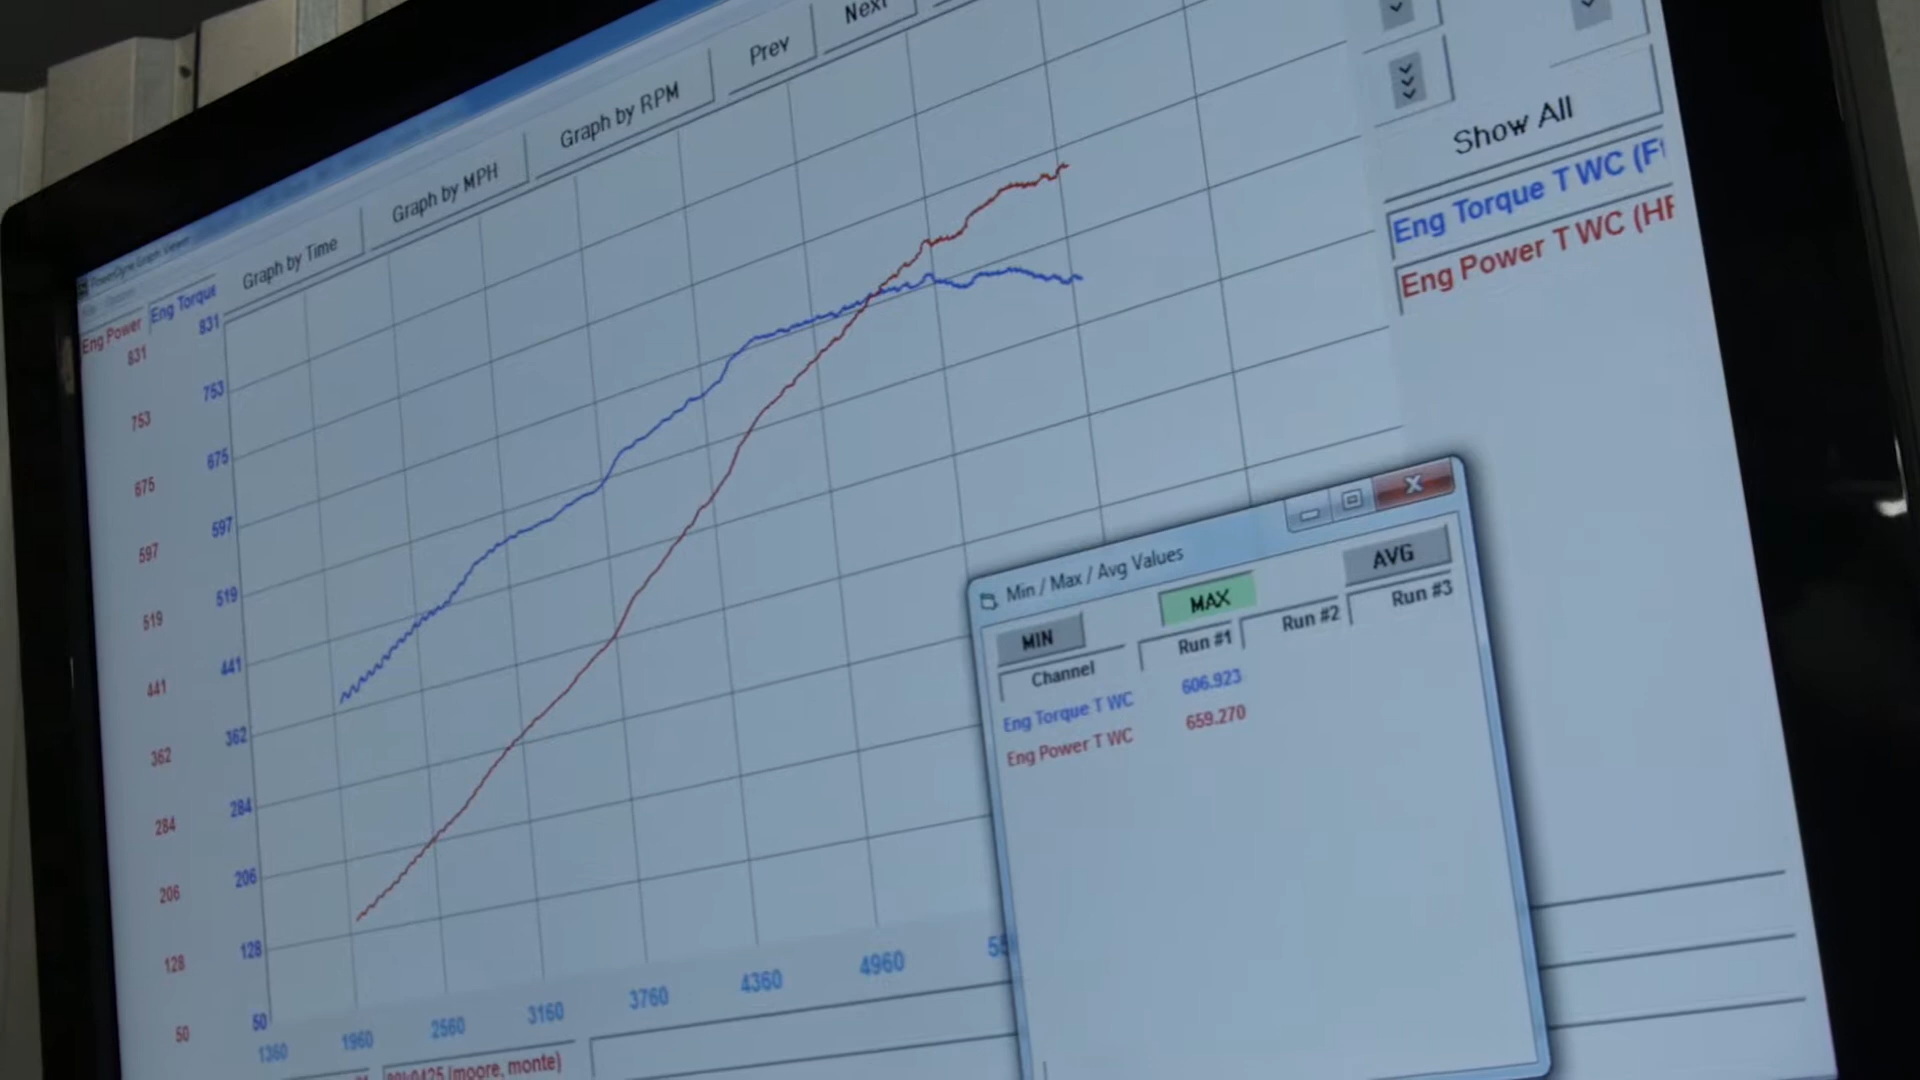 Next
Prev
Graph by RPM
Graph by MPH
Graph by Time
PowerDyne Graph Viewer
Show All
Eng Torque T WC (F
Eng Power T WC (HF
Eng Power
Eng Torque
831
753
675
597
519
441
362
284
206
128
50
831
753
675
597
519
441
362
284
206
128
50
1360
1960
2560
3160
3760
4360
4960
55
Min / Max / Avg Values
MIN
MAX
AVG
Channel
Run #1
Run #2
Run #3
Eng Torque T WC
606.923
Eng Power T WC
659.270
(moore, monte)